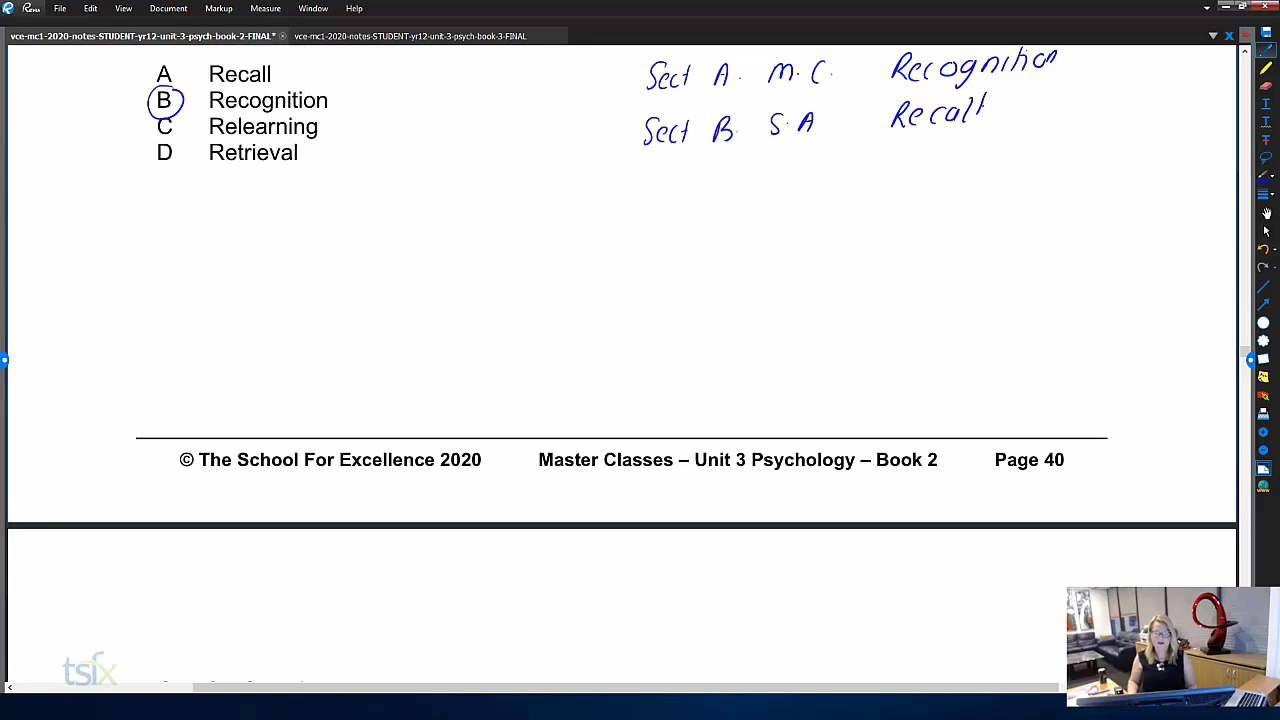 Revu File Edit View Document Markup Measure Window Help
vce-mc1-2020-notes-STUDENT-yr12-unit-3-psych-book-2-FINAL* vce-mc1-2020-notes-STUDENT-yr12-unit-3-psych-book-3-FINAL
A Recall
B Recognition
C Relearning
D Retrieval
Sect A. M.C. Recognition
Sect B. S.A Recall
© The School For Excellence 2020 Master Classes – Unit 3 Psychology – Book 2 Page 40
tsfx